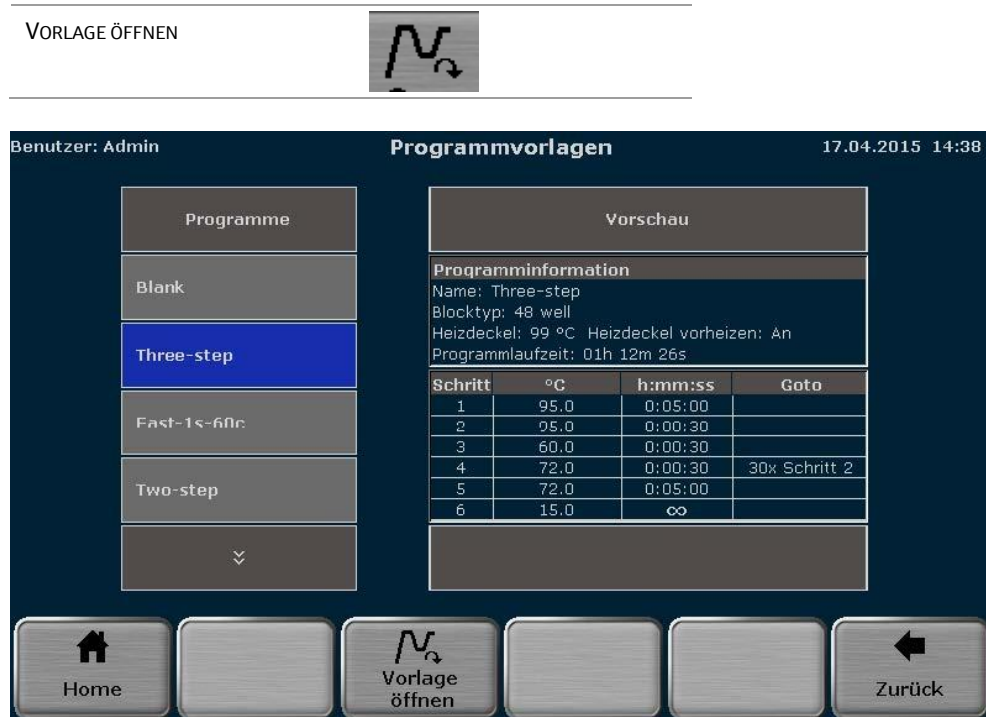 VORLAGE ÖFFNEN
Benutzer: Admin
Programmvorlagen
17.04.2015 14:38
Programme
Blank
Three-step
Fast-1s-60c
Two-step
Vorschau
Programminformation
Name: Three-step
Blocktyp: 48 well
Heizdeckel: 99 °C Heizdeckel vorheizen: An
Programmlaufzeit: 01h 12m 26s
Schritt °C h:mm:ss Goto
1 95.0 0:05:00
2 95.0 0:00:30
3 60.0 0:00:30
4 72.0 0:00:30 30x Schritt 2
5 72.0 0:05:00
6 15.0 ∞
Home
Vorlage
öffnen
Zurück